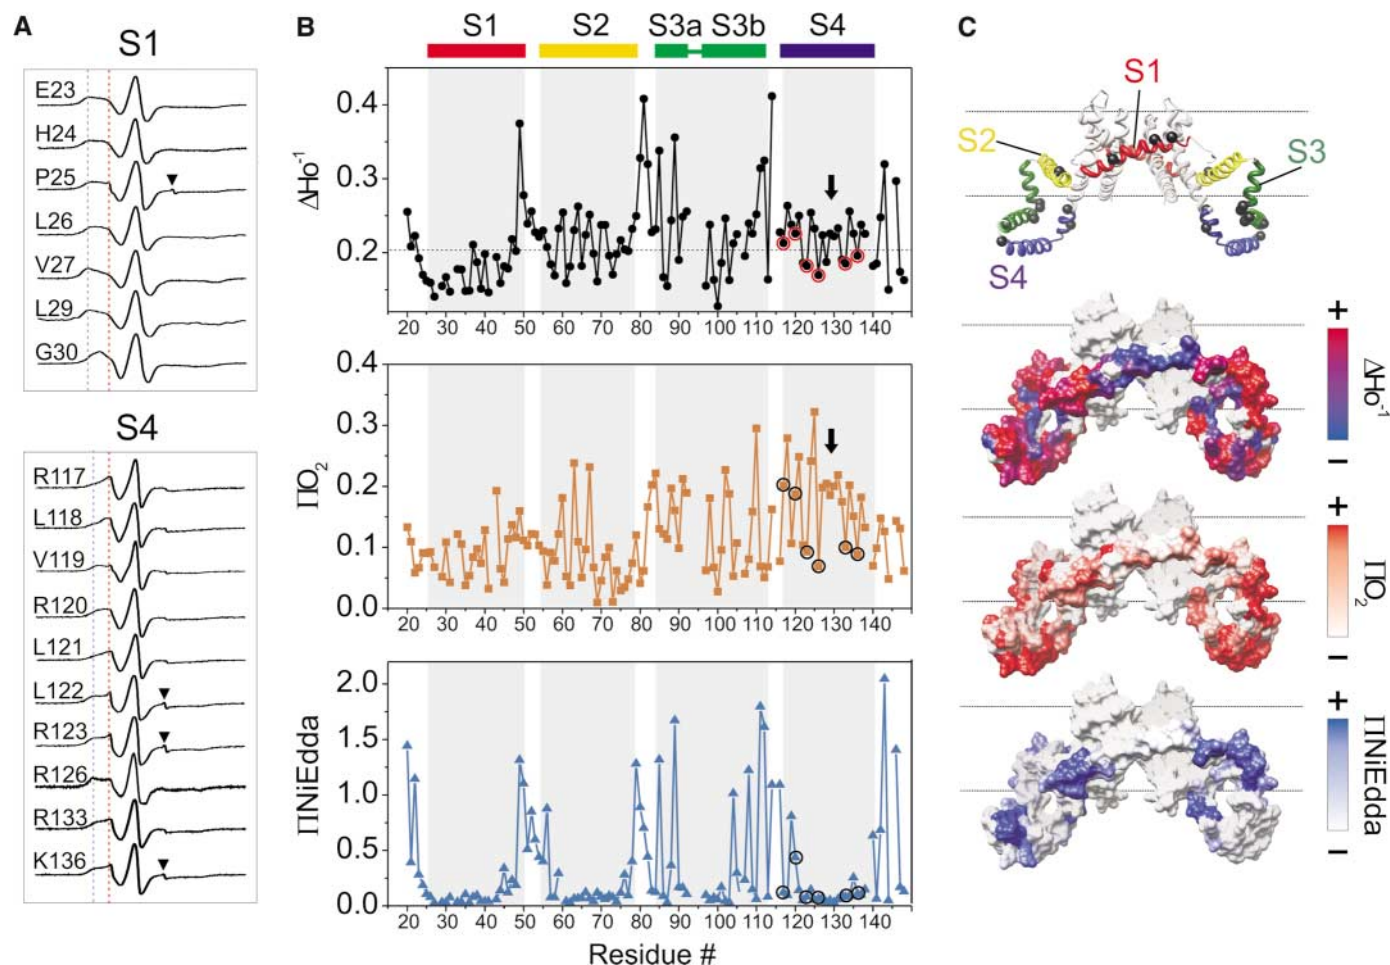 A
S1
E23
H24
P25
L26
V27
L29
G30
S4
R117
L118
V119
R120
L121
L122
R123
R126
R133
K136
B
S1 S2 S3a S3b S4
ΔHo⁻¹
0.4
0.3
0.2
20 30 40 50 60 70 80 90 100 110 120 130 140
ΠO₂
0.4
0.3
0.2
0.1
0.0
20 30 40 50 60 70 80 90 100 110 120 130 140
ΠNiEdda
2.0
1.5
1.0
0.5
0.0
20 30 40 50 60 70 80 90 100 110 120 130 140
Residue #
C
S1
S2
S3
S4
+
ΔHo⁻¹
−
+
ΠO₂
−
+
ΠNiEdda
−